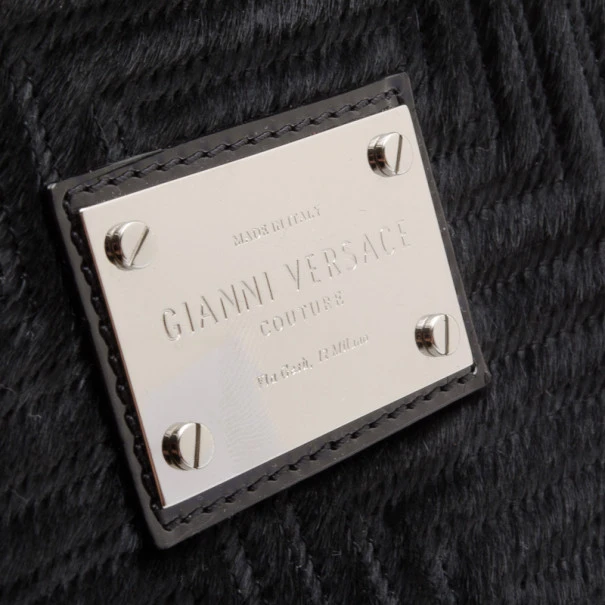 MADE IN ITALY
GIANNI VERSACE
COUTURE
Via Gesù, 12 Milano